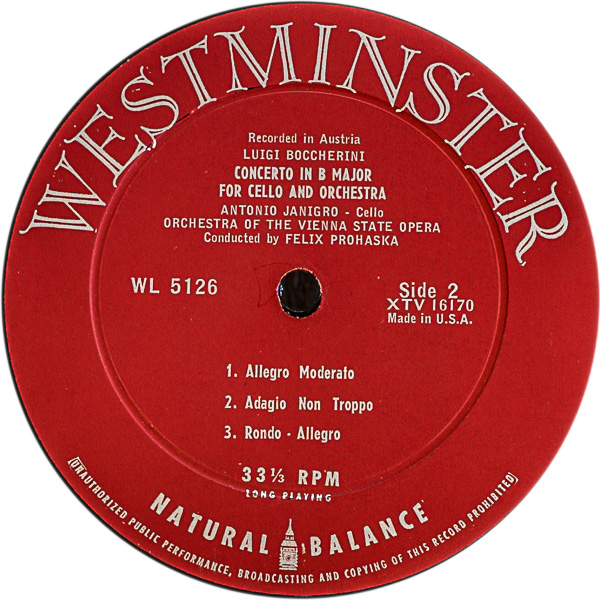 WESTMINSTER
Recorded in Austria
LUIGI BOCCHERINI
CONCERTO IN B MAJOR
FOR CELLO AND ORCHESTRA
ANTONIO JANIGRO - Cello
ORCHESTRA OF THE VIENNA STATE OPERA
Conducted by FELIX PROHASKA
WL 5126
Side 2
XTV 16170
Made in U.S.A.
1. Allegro Moderato
2. Adagio Non Troppo
3. Rondo - Allegro
33⅓ RPM
LONG PLAYING
NATURAL BALANCE
[UNAUTHORIZED PUBLIC PERFORMANCE, BROADCASTING AND COPYING OF THIS RECORD PROHIBITED]